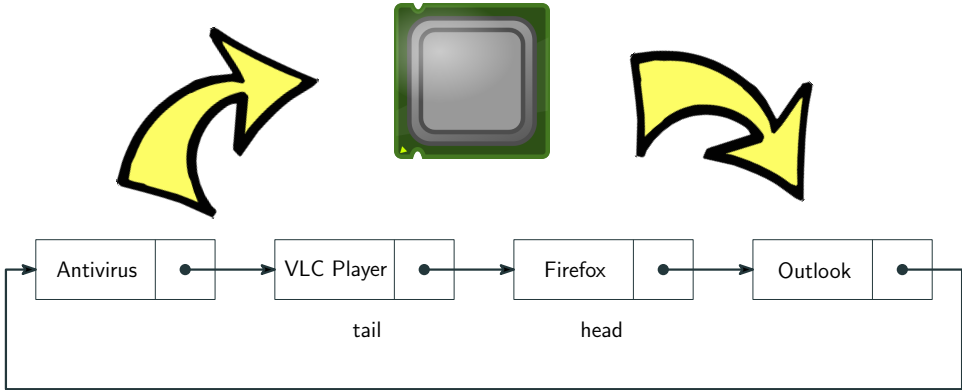 Antivirus
VLC Player
Firefox
Outlook
tail
head